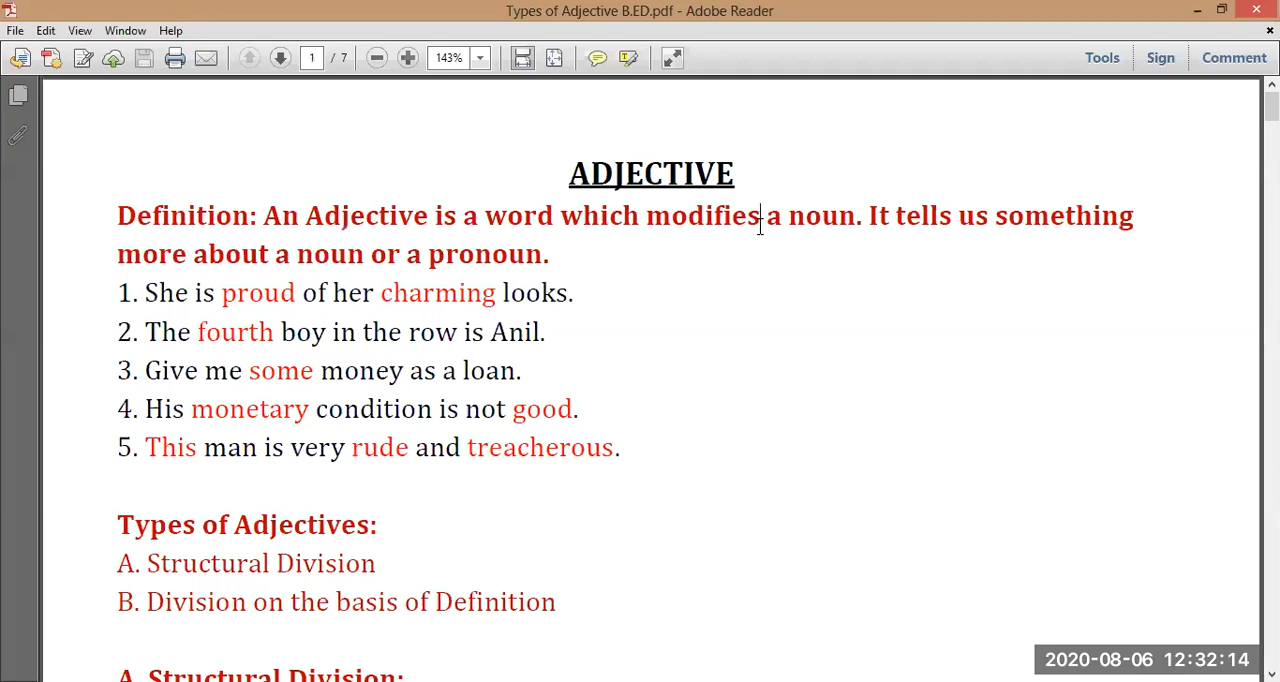 Types of Adjective B.ED.pdf - Adobe Reader
File Edit View Window Help
1 / 7 143% Tools Sign Comment
ADJECTIVE
Definition: An Adjective is a word which modifies a noun. It tells us something
more about a noun or a pronoun.
1. She is proud of her charming looks.
2. The fourth boy in the row is Anil.
3. Give me some money as a loan.
4. His monetary condition is not good.
5. This man is very rude and treacherous.
Types of Adjectives:
A. Structural Division
B. Division on the basis of Definition
A. Structural Division:
2020-08-06 12:32:14